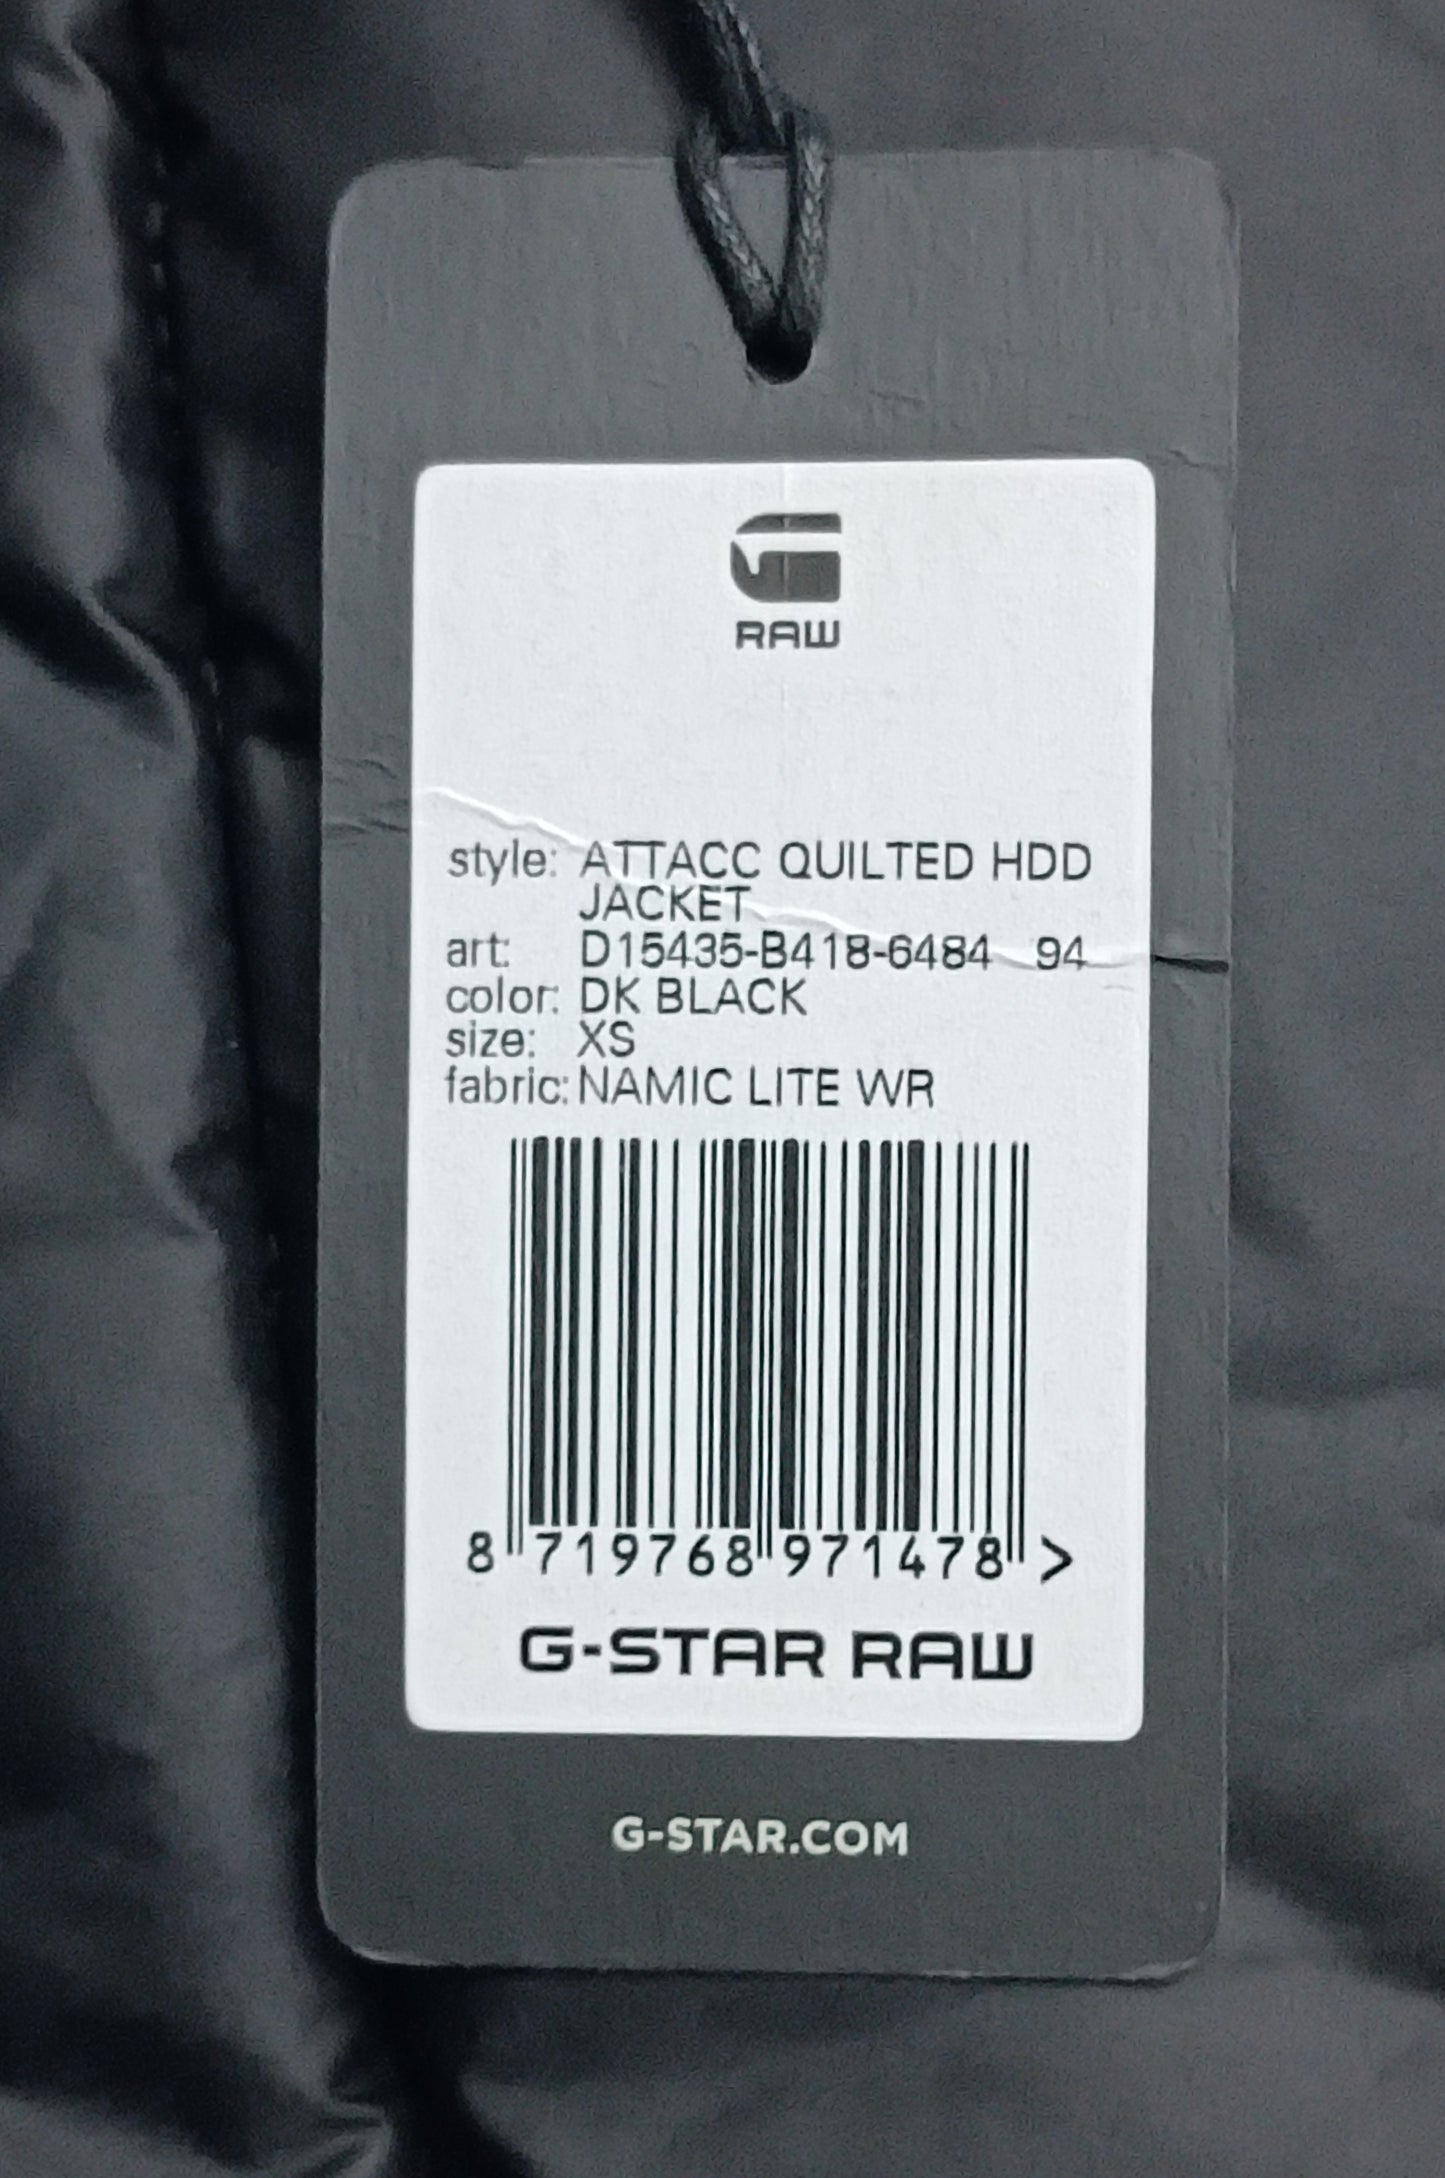 RAW
style: ATTACC QUILTED HDD
JACKET
art: D15435-B418-6484 94
color: DK BLACK
size: XS
fabric: NAMIC LITE WR
8 719768 971478 >
G-STAR RAW
G-STAR.COM